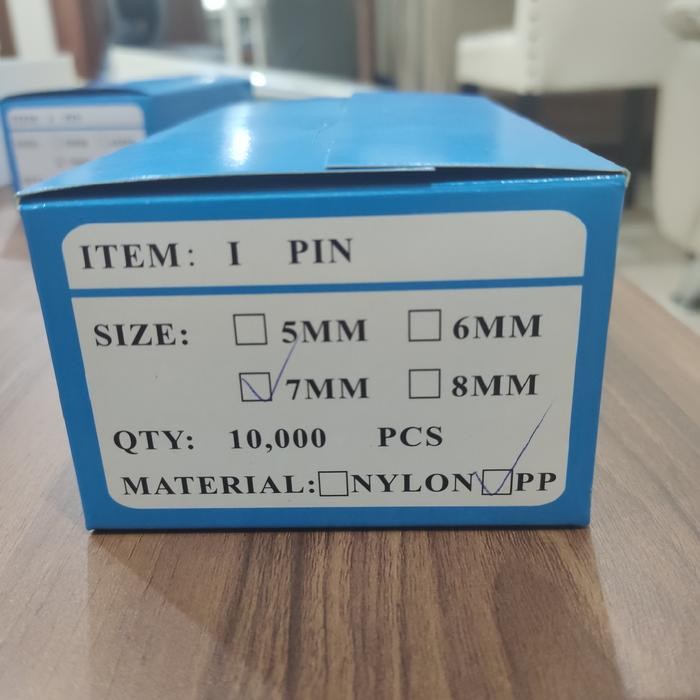 ITEM: I PIN
SIZE: ☐ 5MM ☐ 6MM
☑ 7MM ☐ 8MM
QTY: 10,000 PCS
MATERIAL: ☐NYLON ☑PP